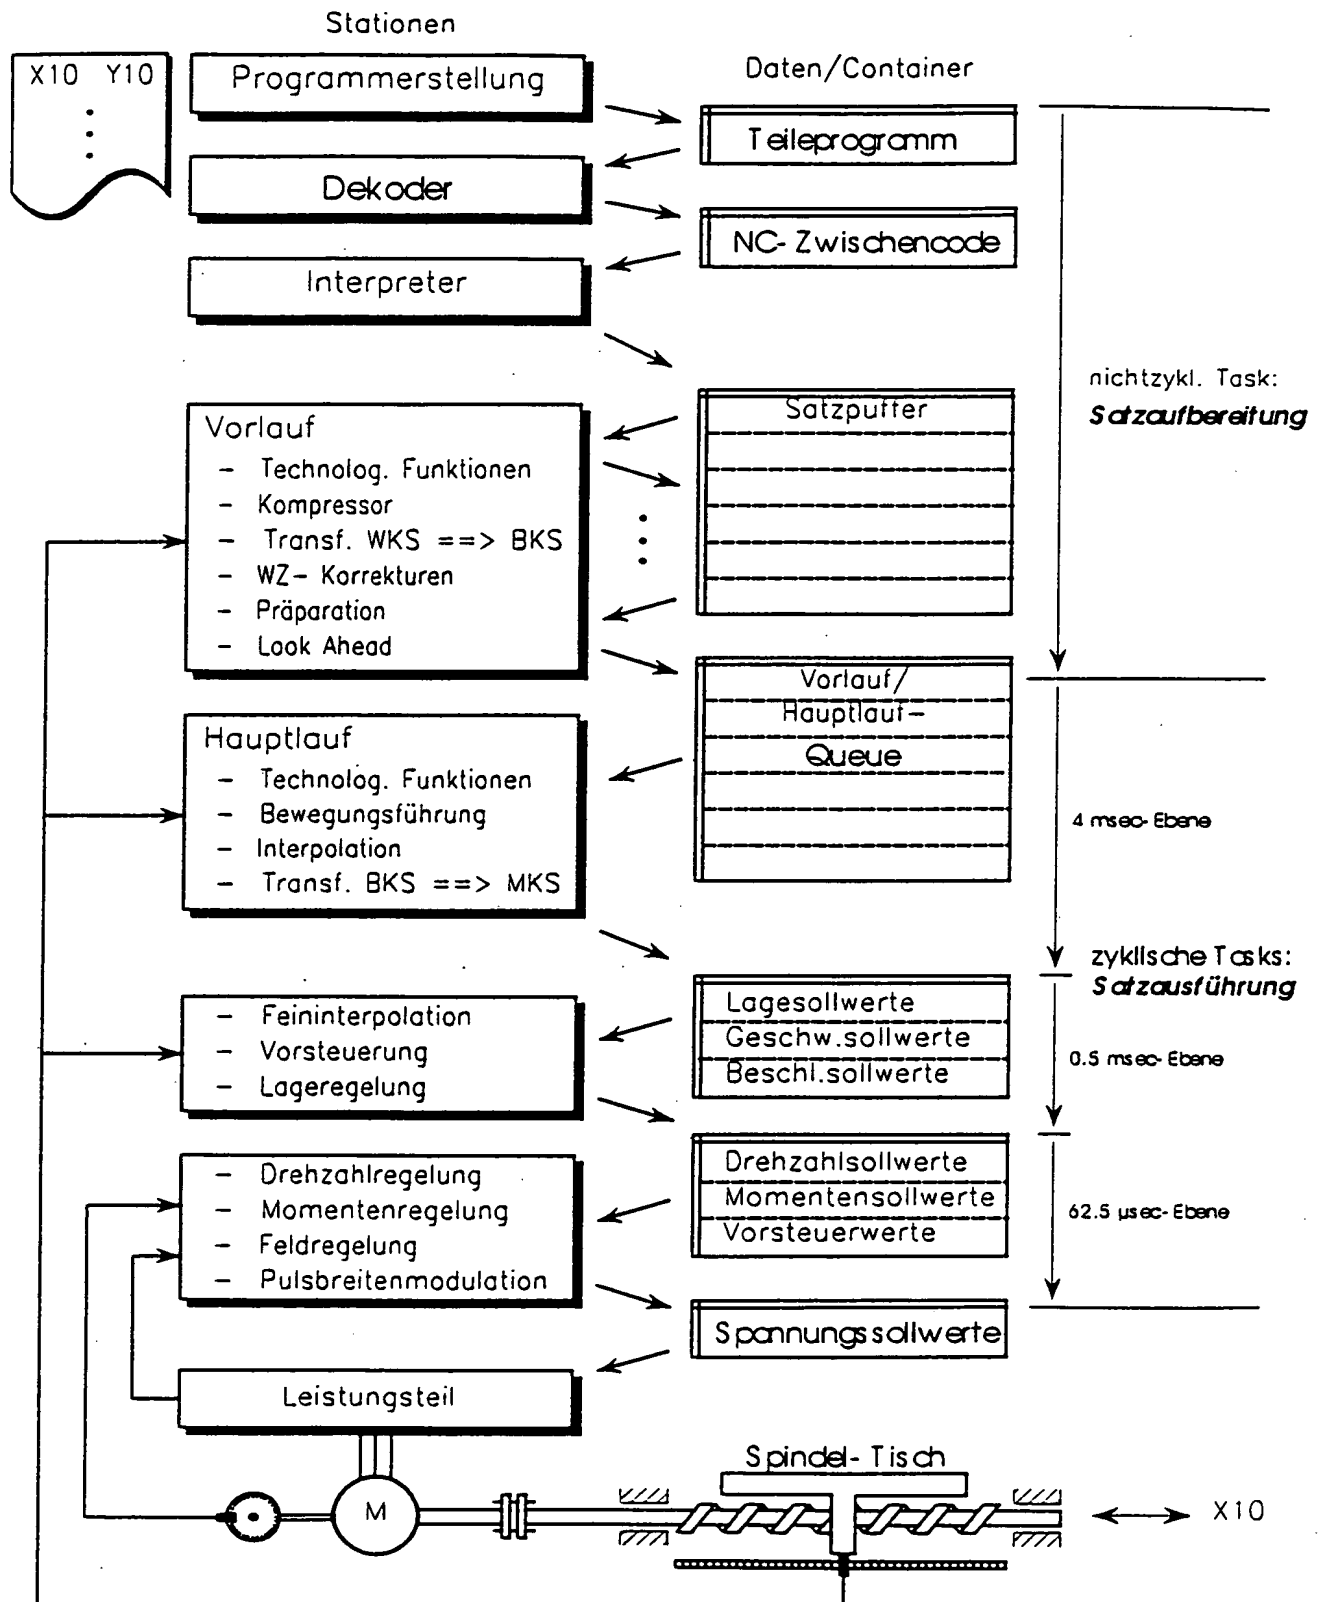 Stationen
X10 Y10
Programmerstellung
Daten/Container
Teileprogramm
Dekoder
NC-Zwischencode
Interpreter
Satzpuffer
nichtzykl. Task:
Satzaufbereitung
Vorlauf
- Technolog. Funktionen
- Kompressor
- Transf. WKS ==> BKS
- WZ- Korrekturen
- Präparation
- Look Ahead
Vorlauf/
Hauptlauf-
Queue
Hauptlauf
- Technolog. Funktionen
- Bewegungsführung
- Interpolation
- Transf. BKS ==> MKS
4 msec-Ebene
zyklische Tasks:
Satzausführung
Lagesollwerte
Geschw.sollwerte
Beschl.sollwerte
- Feininterpolation
- Vorsteuerung
- Lageregelung
0.5 msec-Ebene
Drehzahlsollwerte
Momentensollwerte
Vorsteuerwerte
- Drehzahlregelung
- Momentenregelung
- Feldregelung
- Pulsbreitenmodulation
62.5 µsec-Ebene
Spannungssollwerte
Leistungsteil
Spindel-Tisch
M
X10